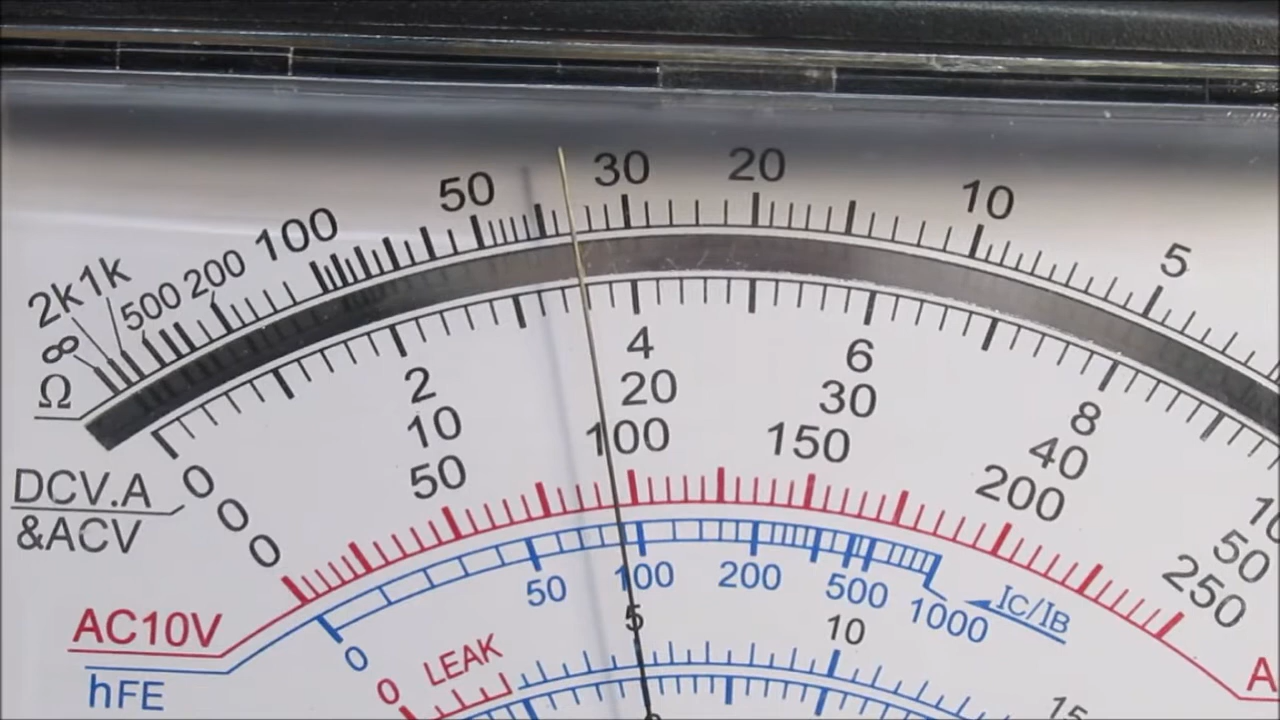 ∞ 2k 1k 500 200 100 50 30 20 10 5
Ω
0 2 4 6 8
DCV.A 0 10 20 30 40 50
&ACV 0 50 100 150 200 250
AC10V
hFE 0 50 100 200 500 1000 IC/IB
0 LEAK 5 10 15